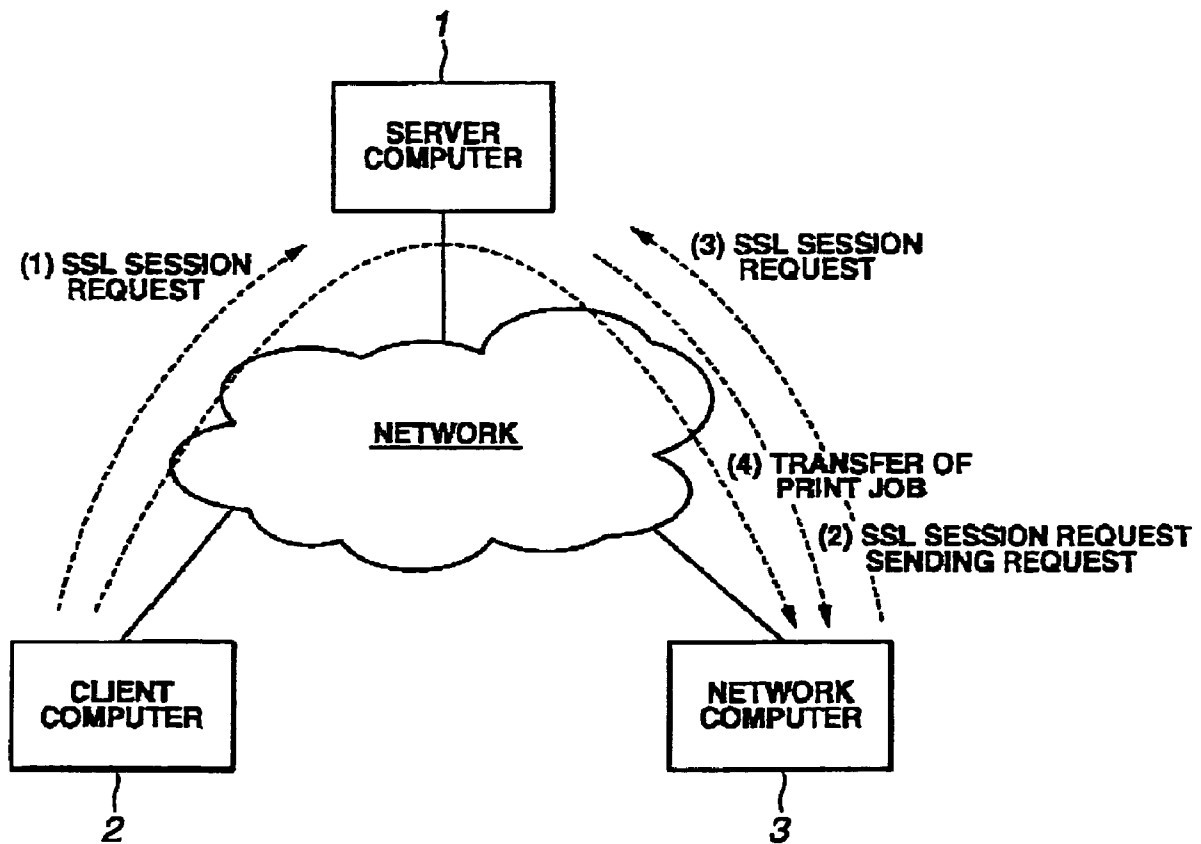 1
SERVER
COMPUTER
(1) SSL SESSION
REQUEST
(3) SSL SESSION
REQUEST
NETWORK
(4) TRANSFER OF
PRINT JOB
(2) SSL SESSION REQUEST
SENDING REQUEST
CLIENT
COMPUTER
NETWORK
COMPUTER
2
3